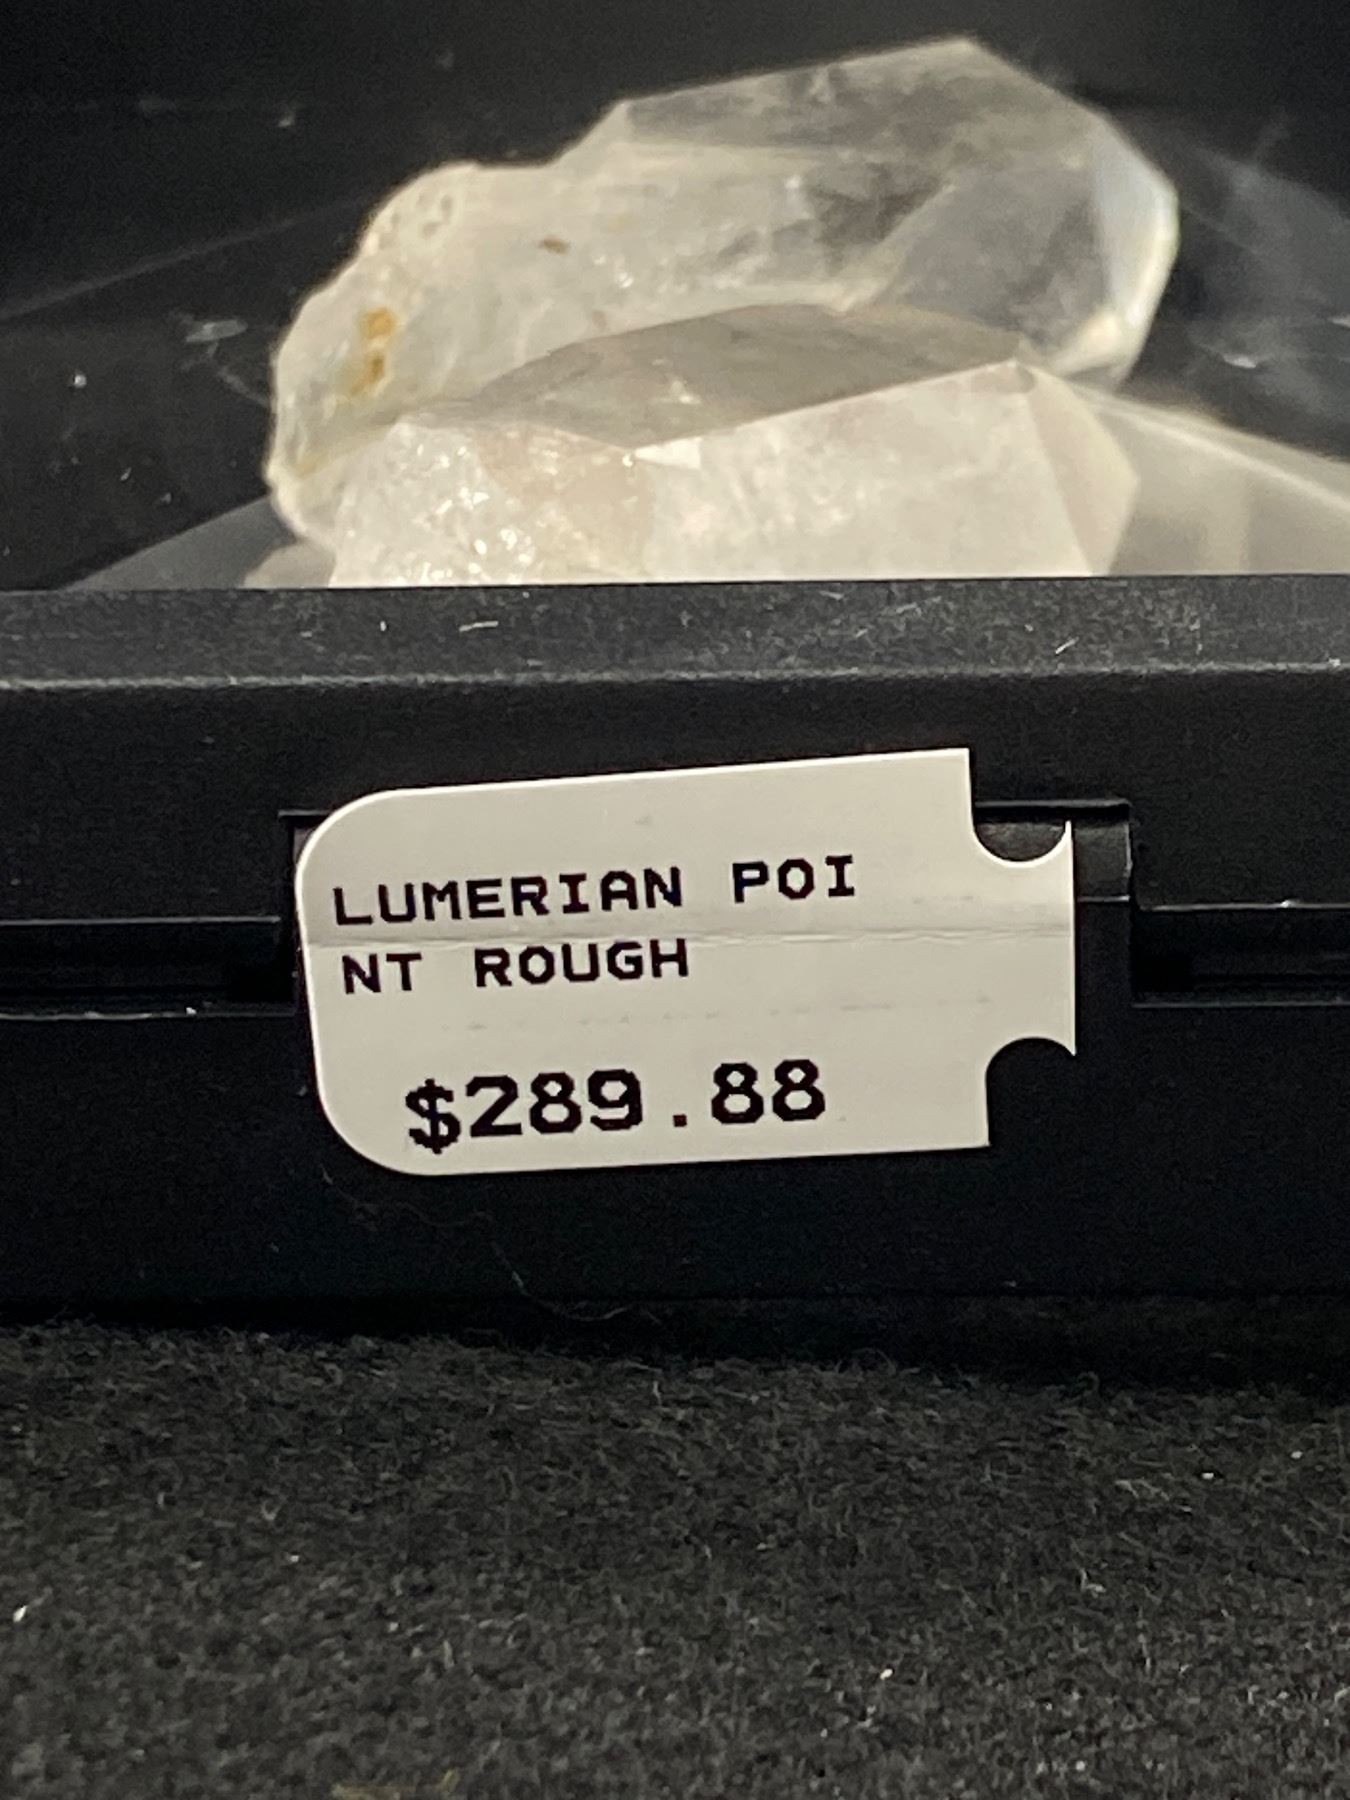 LUMERIAN POI
NT ROUGH
$289.88